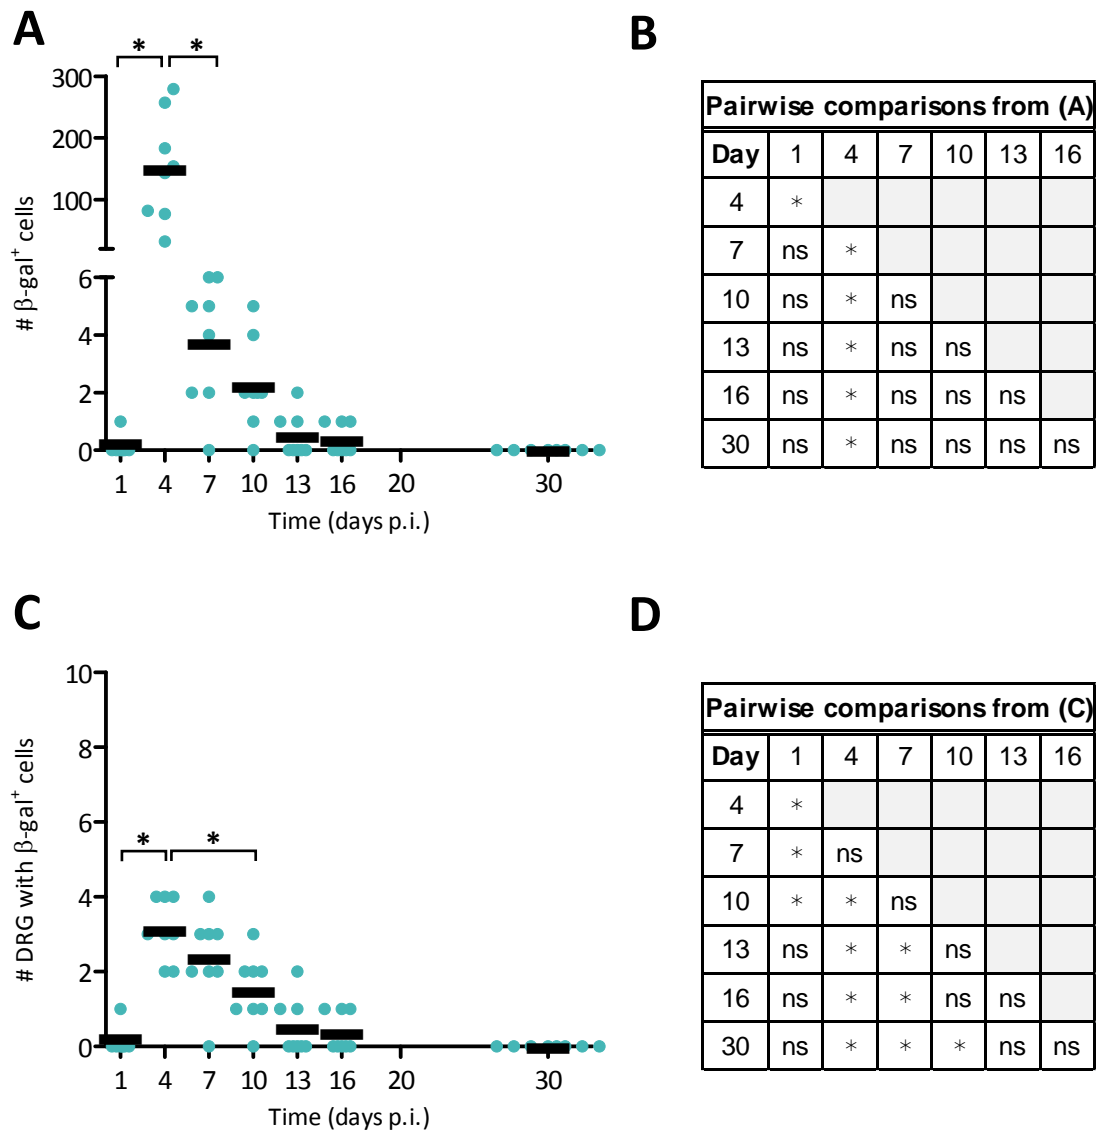 A
* *
300
200
100
6
4
2
0
# β-gal+ cells
1 4 7 10 13 16 20 30
Time (days p.i.)
B
Pairwise comparisons from (A)
Day 1 4 7 10 13 16
4 *
7 ns *
10 ns * ns
13 ns * ns ns
16 ns * ns ns ns
30 ns * ns ns ns ns
C
* *
10
8
6
4
2
0
# DRG with β-gal+ cells
1 4 7 10 13 16 20 30
Time (days p.i.)
D
Pairwise comparisons from (C)
Day 1 4 7 10 13 16
4 *
7 * ns
10 * * ns
13 ns * * ns
16 ns * * ns ns
30 ns * * * ns ns